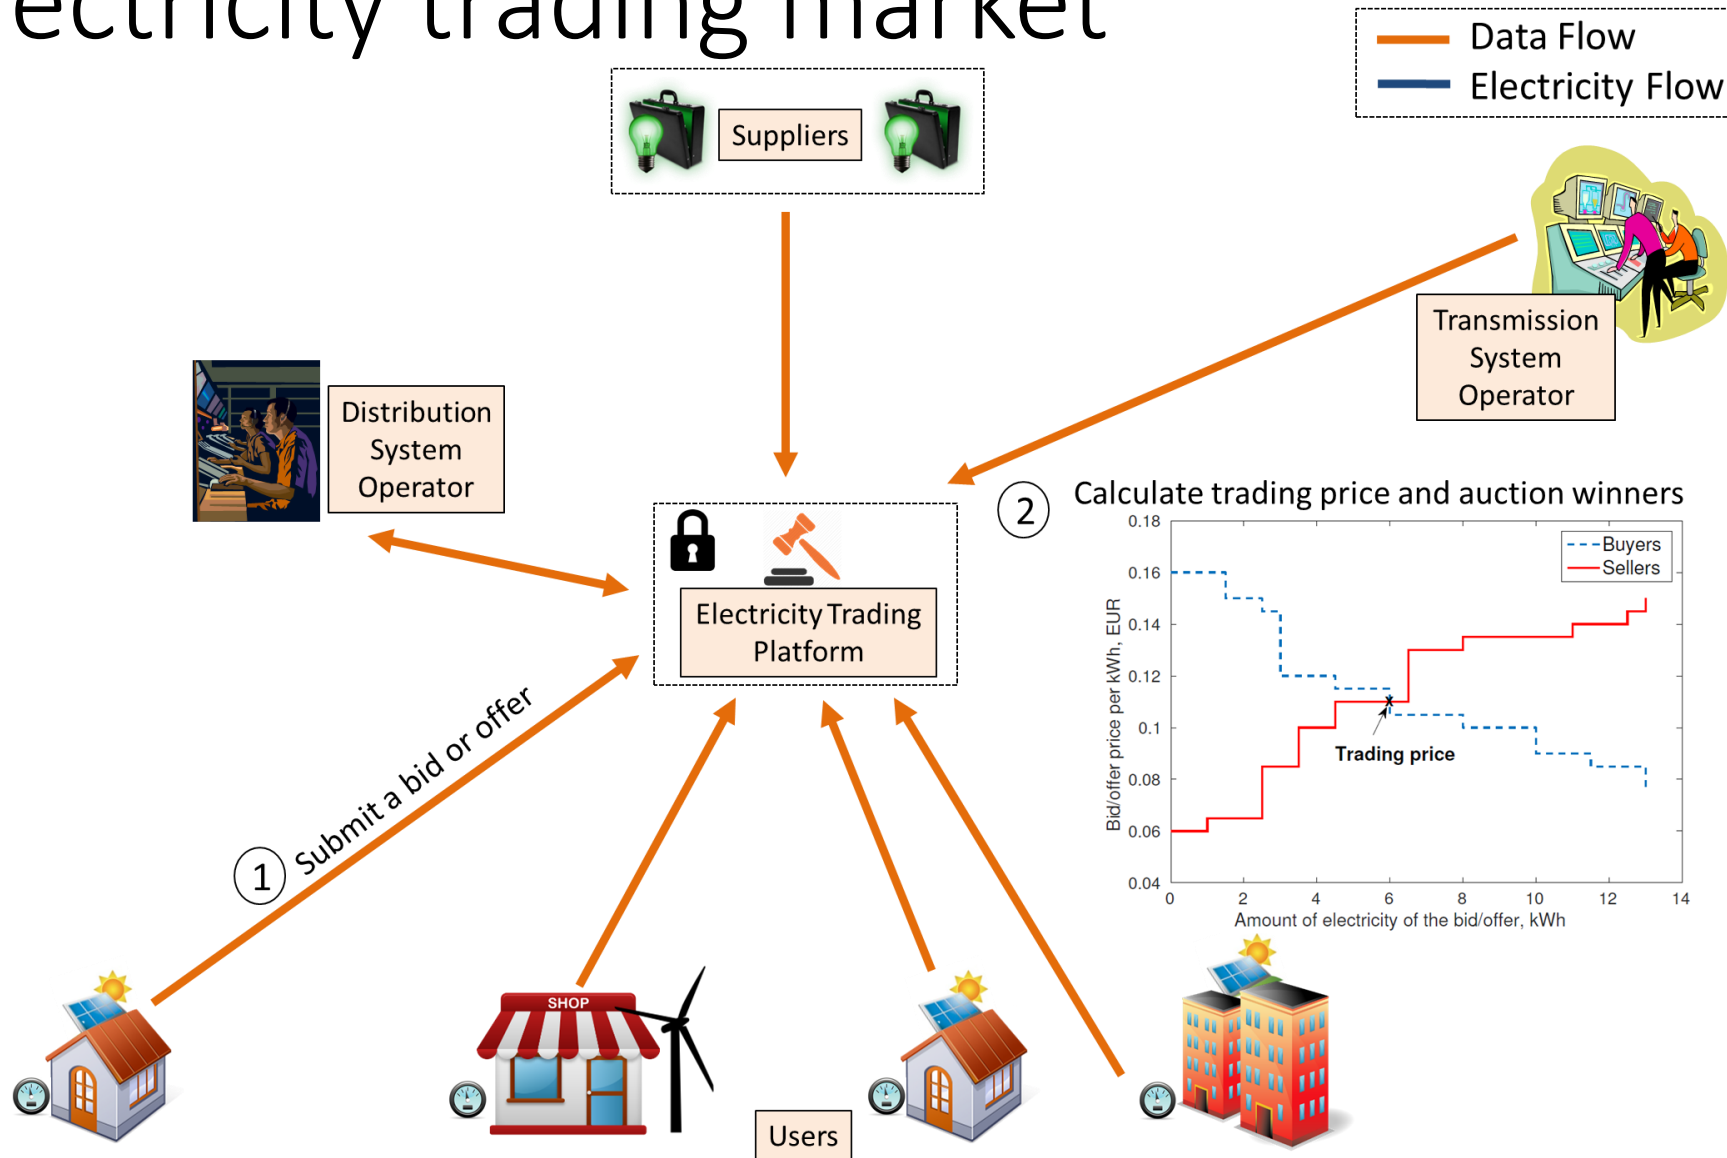 ectricity trading market
Data Flow
Electricity Flow
Suppliers
Transmission
System
Operator
Distribution
System
Operator
2 Calculate trading price and auction winners
Electricity Trading
Platform
1 Submit a bid or offer
0.18
0.16
0.14
0.12
0.1
0.08
0.06
0.04
Bid/offer price per kWh, EUR
Buyers
Sellers
Trading price
0 2 4 6 8 10 12 14
Amount of electricity of the bid/offer, kWh
SHOP
Users